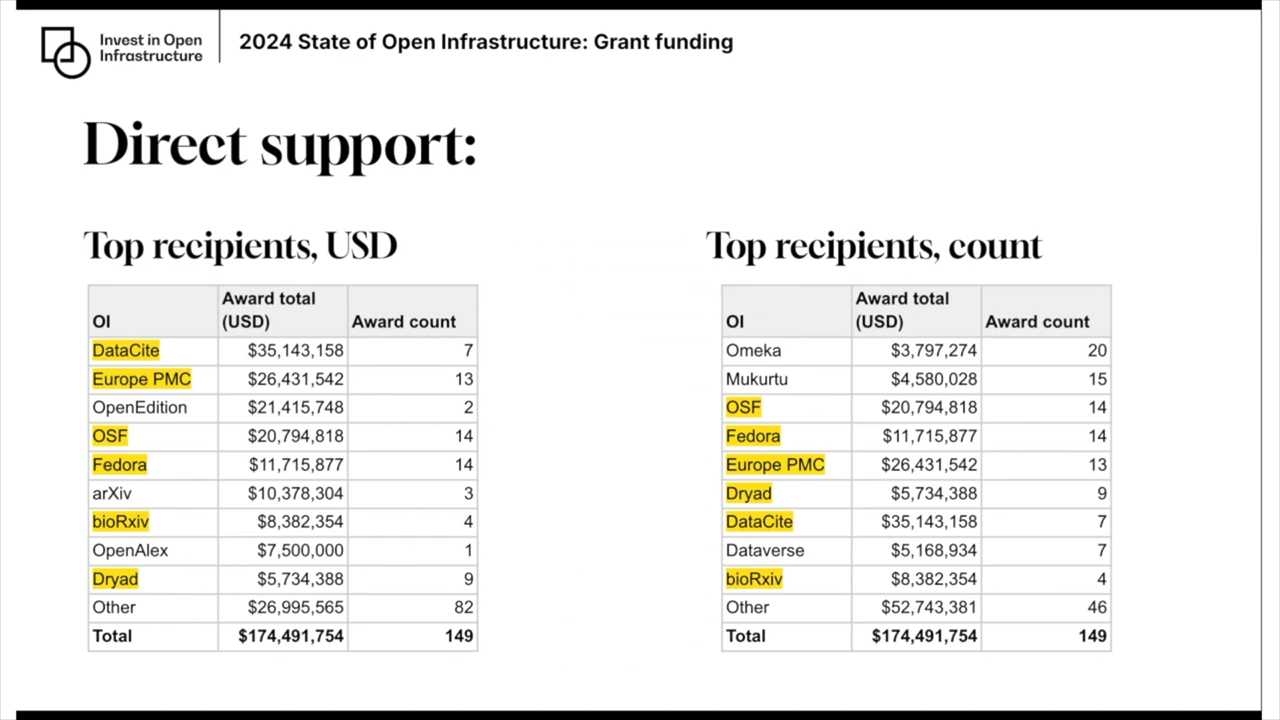 Invest in Open
Infrastructure
2024 State of Open Infrastructure: Grant funding
Direct support:
Top recipients, USD
OI Award total (USD) Award count
DataCite $35,143,158 7
Europe PMC $26,431,542 13
OpenEdition $21,415,748 2
OSF $20,794,818 14
Fedora $11,715,877 14
arXiv $10,378,304 3
bioRxiv $8,382,354 4
OpenAlex $7,500,000 1
Dryad $5,734,388 9
Other $26,995,565 82
Total $174,491,754 149
Top recipients, count
OI Award total (USD) Award count
Omeka $3,797,274 20
Mukurtu $4,580,028 15
OSF $20,794,818 14
Fedora $11,715,877 14
Europe PMC $26,431,542 13
Dryad $5,734,388 9
DataCite $35,143,158 7
Dataverse $5,168,934 7
bioRxiv $8,382,354 4
Other $52,743,381 46
Total $174,491,754 149